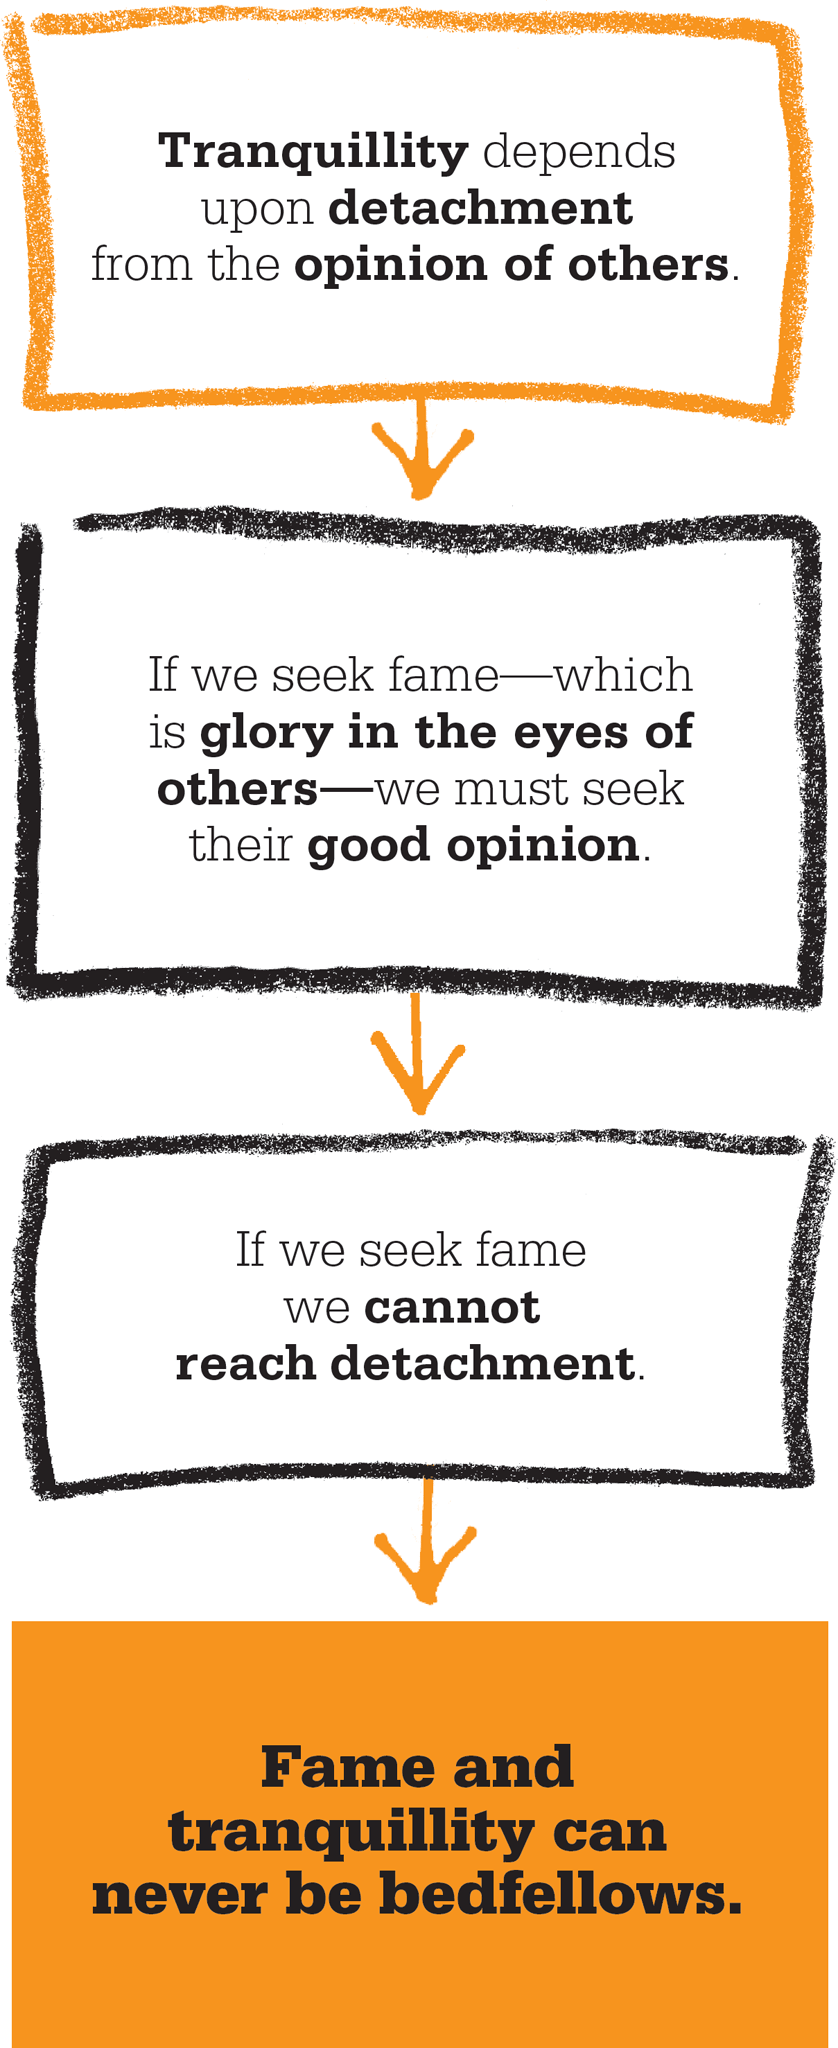 Tranquillity depends
upon detachment
from the opinion of others.
If we seek fame—which
is glory in the eyes of
others—we must seek
their good opinion.
If we seek fame
we cannot
reach detachment.
Fame and
tranquillity can
never be bedfellows.